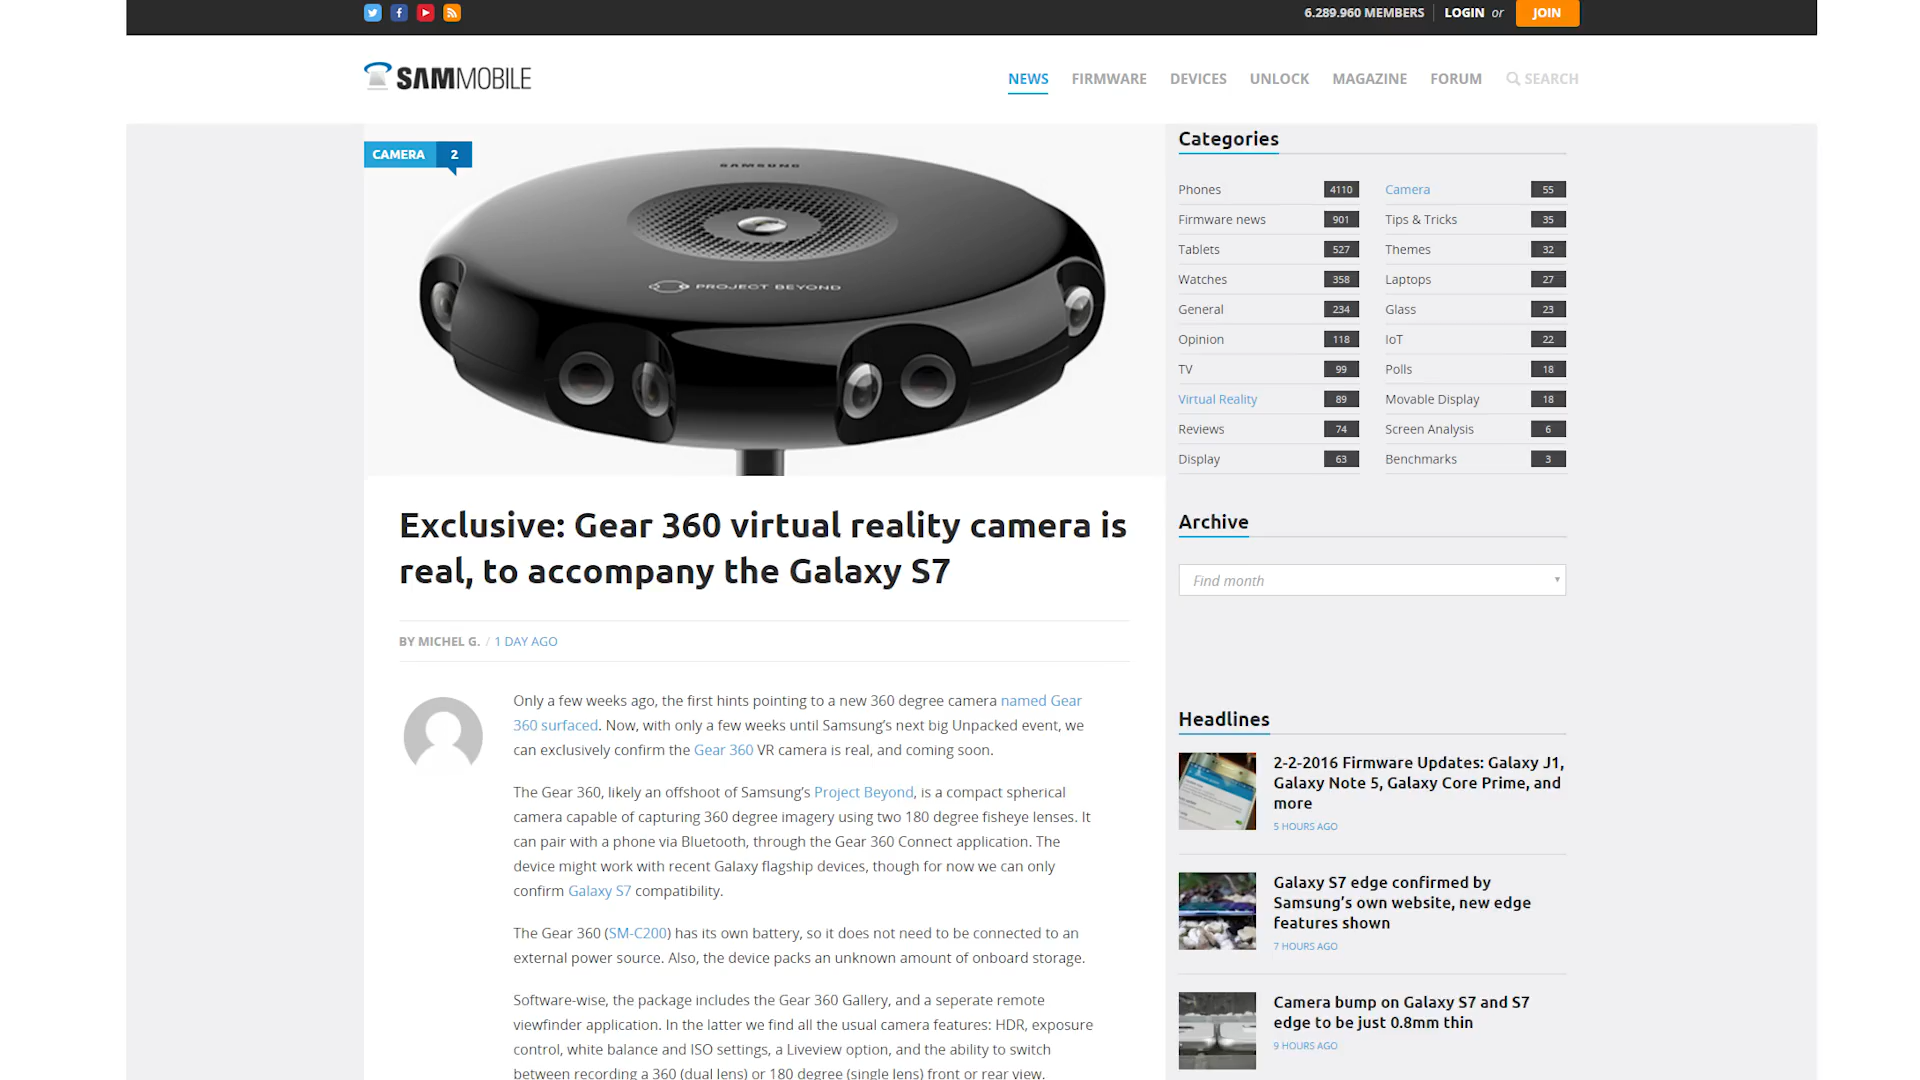 6.289.960 MEMBERS LOGIN or JOIN
SAMMOBILE
NEWS FIRMWARE DEVICES UNLOCK MAGAZINE FORUM SEARCH
CAMERA 2
SAMSUNG
PROJECT BEYOND
Exclusive: Gear 360 virtual reality camera is
real, to accompany the Galaxy S7
BY MICHEL G. / 1 DAY AGO
Only a few weeks ago, the first hints pointing to a new 360 degree camera named Gear
360 surfaced. Now, with only a few weeks until Samsung’s next big Unpacked event, we
can exclusively confirm the Gear 360 VR camera is real, and coming soon.
The Gear 360, likely an offshoot of Samsung’s Project Beyond, is a compact spherical
camera capable of capturing 360 degree imagery using two 180 degree fisheye lenses. It
can pair with a phone via Bluetooth, through the Gear 360 Connect application. The
device might work with recent Galaxy flagship devices, though for now we can only
confirm Galaxy S7 compatibility.
The Gear 360 (SM-C200) has its own battery, so it does not need to be connected to an
external power source. Also, the device packs an unknown amount of onboard storage.
Software-wise, the package includes the Gear 360 Gallery, and a seperate remote
viewfinder application. In the latter we find all the usual camera features: HDR, exposure
control, white balance and ISO settings, a Liveview option, and the ability to switch
between recording a 360 (dual lens) or 180 degree (single lens) front or rear view.
Categories
Phones 4110 Camera 55
Firmware news 901 Tips & Tricks 35
Tablets 527 Themes 32
Watches 358 Laptops 27
General 234 Glass 23
Opinion 118 IoT 22
TV 99 Polls 18
Virtual Reality 89 Movable Display 18
Reviews 74 Screen Analysis 6
Display 63 Benchmarks 3
Archive
Find month
Headlines
2-2-2016 Firmware Updates: Galaxy J1,
Galaxy Note 5, Galaxy Core Prime, and
more
5 HOURS AGO
Galaxy S7 edge confirmed by
Samsung’s own website, new edge
features shown
7 HOURS AGO
Camera bump on Galaxy S7 and S7
edge to be just 0.8mm thin
9 HOURS AGO